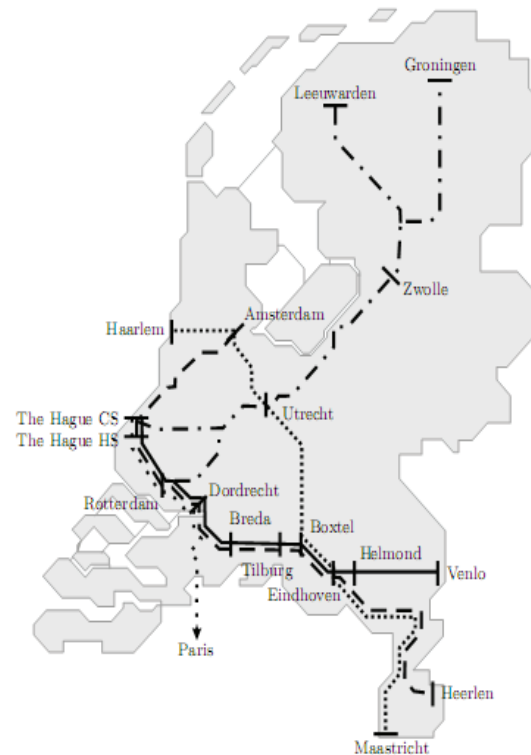 Groningen
Leeuwarden
Zwolle
Amsterdam
Haarlem
Utrecht
The Hague CS
The Hague HS
Rotterdam
Dordrecht
Breda
Boxtel
Tilburg
Helmond
Eindhoven
Venlo
Paris
Heerlen
Maastricht